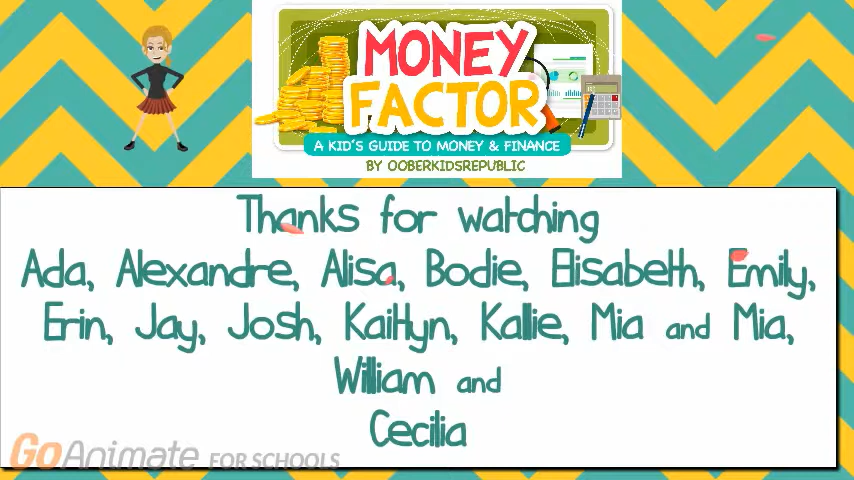 MONEY
FACTOR
A KID'S GUIDE TO MONEY & FINANCE
BY OOBERKIDSREPUBLIC
Thanks for watching
Ada, Alexandre, Alisa, Bodie, Elisabeth, Emily,
Erin, Jay, Josh, Kaitlyn, Kallie, Mia and Mia,
William and
Cecilia
GoAnimate FOR SCHOOLS